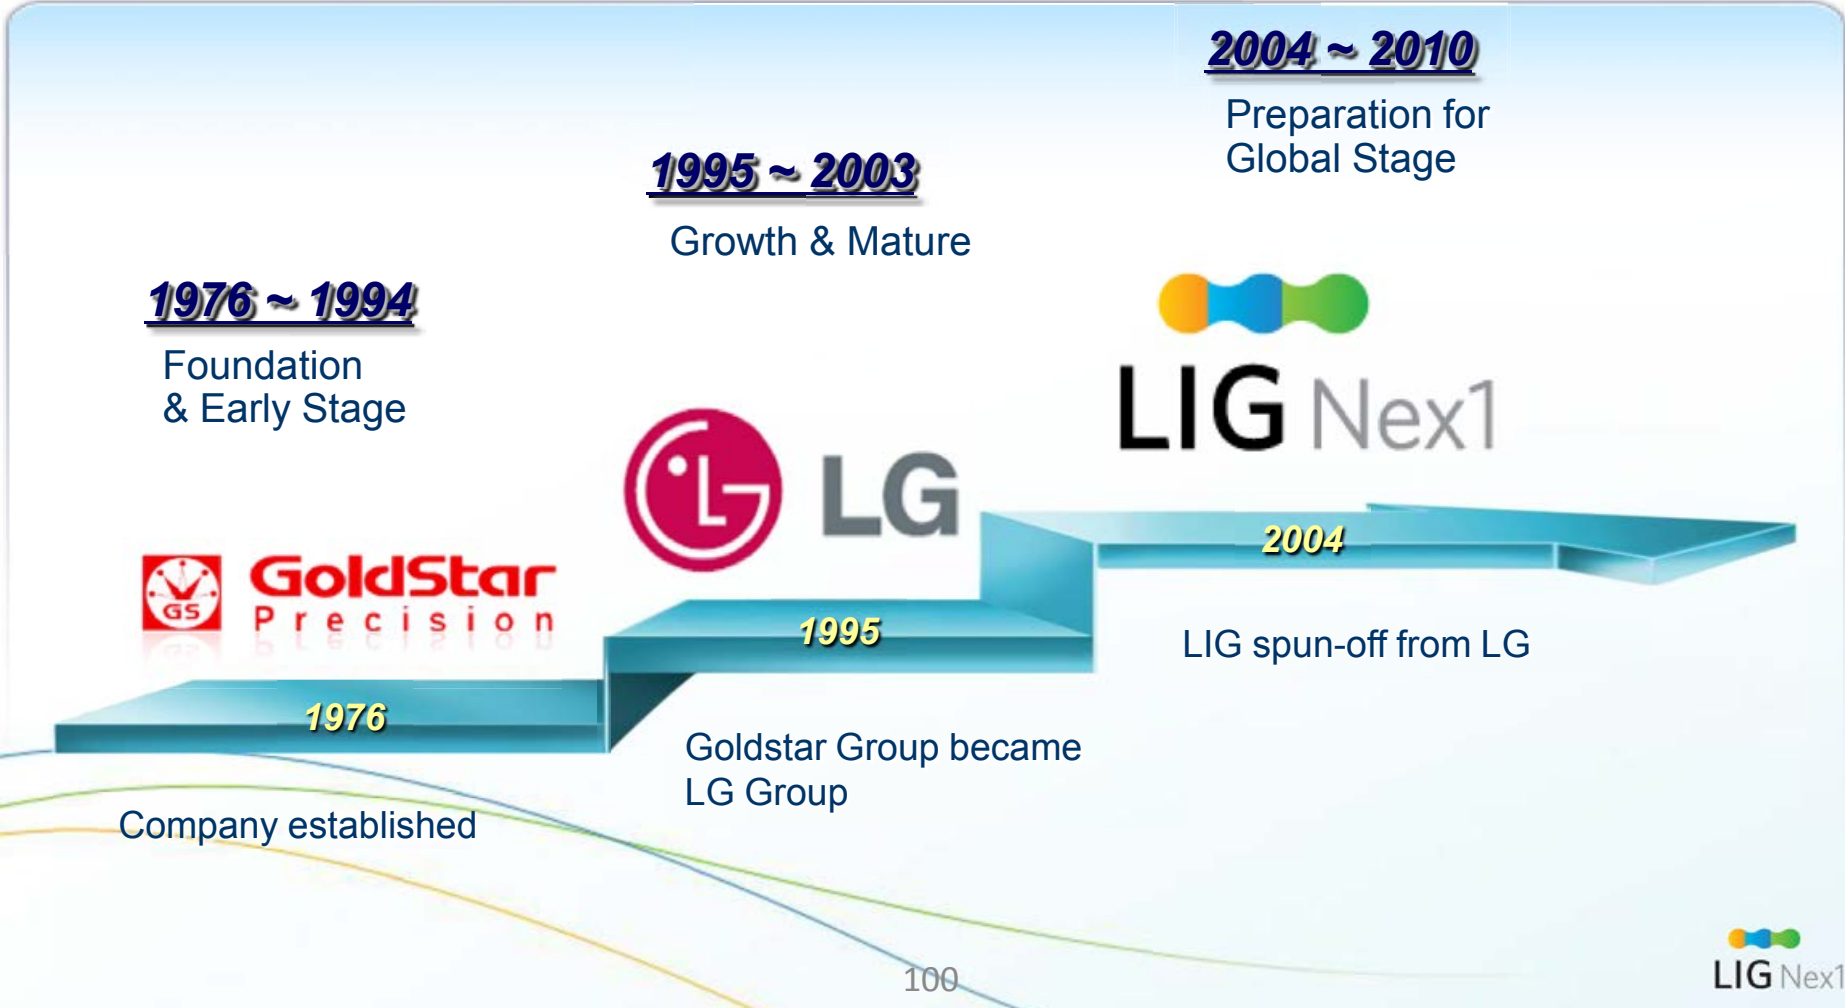 1976 ~ 1994
Foundation
& Early Stage
GS
GoldStar
Precision
1976
Company established
1995 ~ 2003
Growth & Mature
LG
1995
Goldstar Group became
LG Group
2004 ~ 2010
Preparation for
Global Stage
LIG Nex1
2004
LIG spun-off from LG
100
LIG Nex1